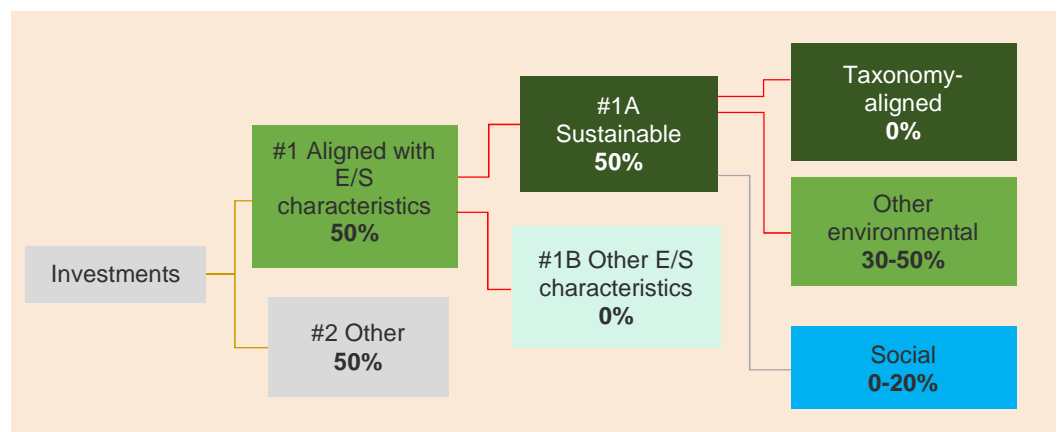 Investments
#1 Aligned with
E/S
characteristics
50%
#2 Other
50%
#1A
Sustainable
50%
#1B Other E/S
characteristics
0%
Taxonomy-
aligned
0%
Other
environmental
30-50%
Social
0-20%